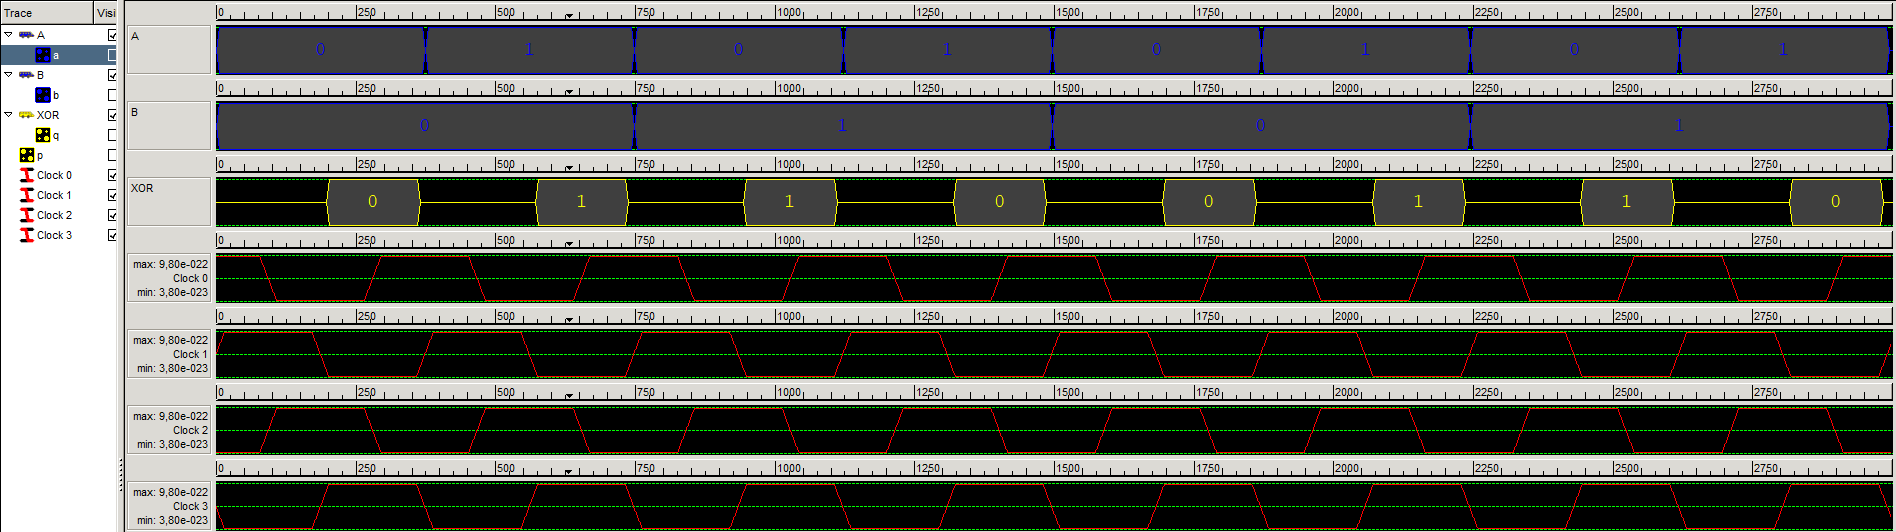 Trace Visi
A
a
B
b
XOR
q
p
Clock 0
Clock 1
Clock 2
Clock 3
0 250 500 750 1000 1250 1500 1750 2000 2250 2500 2750
A 0 1 0 1 0 1 0 1
0 250 500 750 1000 1250 1500 1750 2000 2250 2500 2750
B 0 1 0 1
0 250 500 750 1000 1250 1500 1750 2000 2250 2500 2750
XOR 0 1 1 0 0 1 1 0
0 250 500 750 1000 1250 1500 1750 2000 2250 2500 2750
max: 9,80e-022
Clock 0
min: 3,80e-023
0 250 500 750 1000 1250 1500 1750 2000 2250 2500 2750
max: 9,80e-022
Clock 1
min: 3,80e-023
0 250 500 750 1000 1250 1500 1750 2000 2250 2500 2750
max: 9,80e-022
Clock 2
min: 3,80e-023
0 250 500 750 1000 1250 1500 1750 2000 2250 2500 2750
max: 9,80e-022
Clock 3
min: 3,80e-023